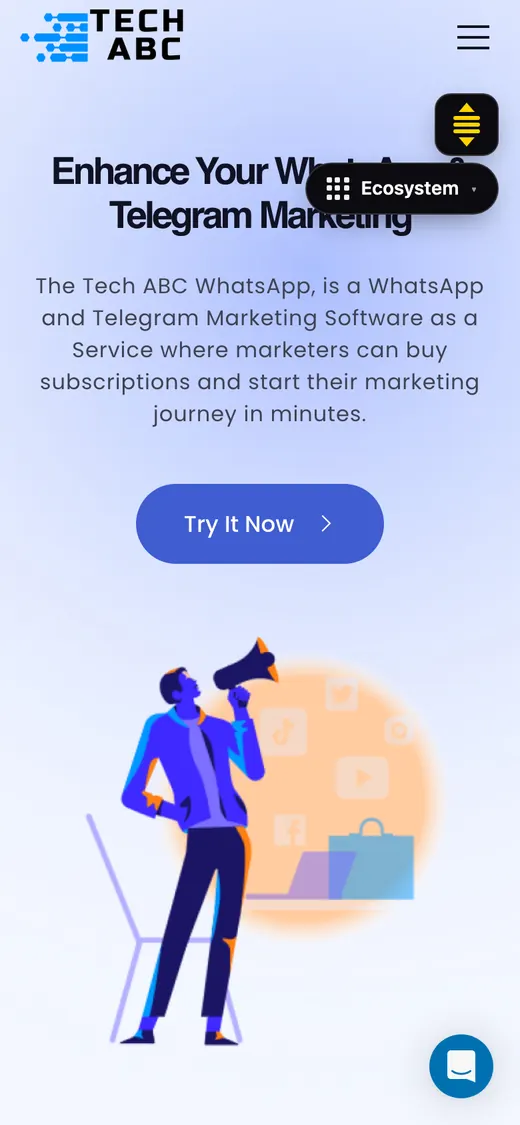 TECH
ABC
Ecosystem
Enhance Your
Telegram Marketing
The Tech ABC WhatsApp, is a WhatsApp
and Telegram Marketing Software as a
Service where marketers can buy
subscriptions and start their marketing
journey in minutes.
Try It Now